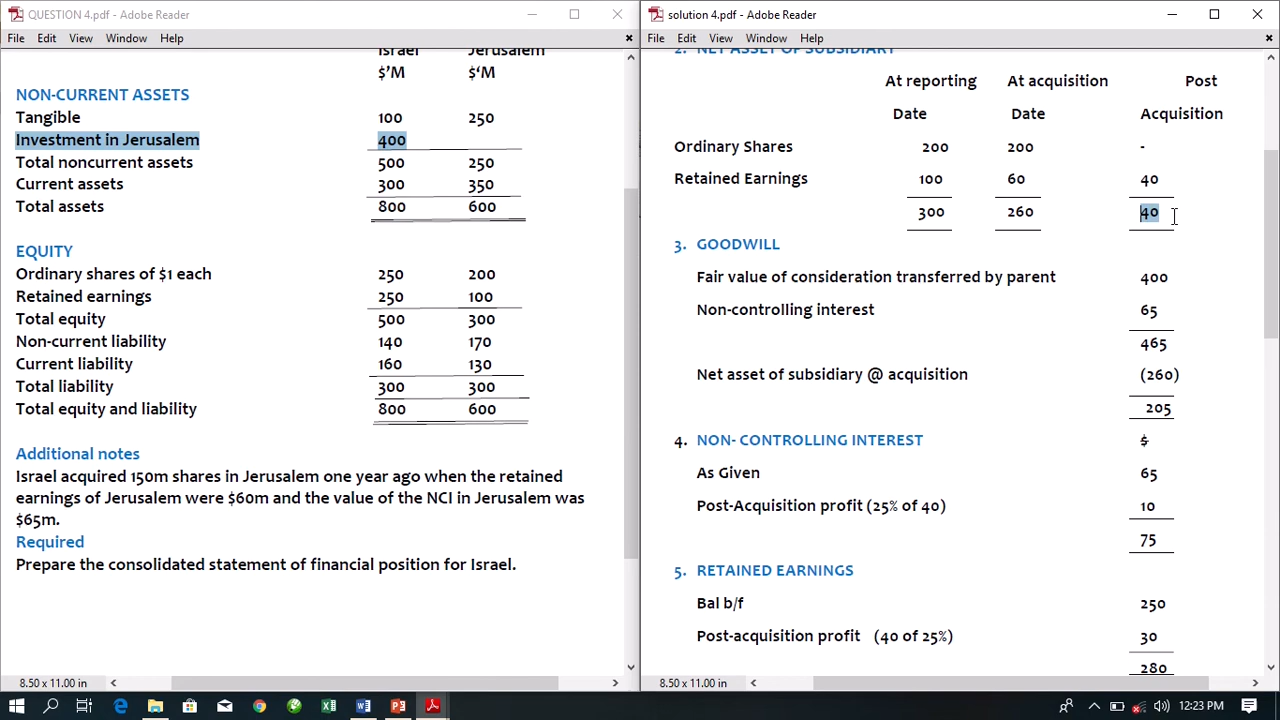 QUESTION 4.pdf - Adobe Reader
File Edit View Window Help
Israel Jerusalem
$'M $'M
NON-CURRENT ASSETS
Tangible 100 250
Investment in Jerusalem 400
Total noncurrent assets 500 250
Current assets 300 350
Total assets 800 600
EQUITY
Ordinary shares of $1 each 250 200
Retained earnings 250 100
Total equity 500 300
Non-current liability 140 170
Current liability 160 130
Total liability 300 300
Total equity and liability 800 600
Additional notes
Israel acquired 150m shares in Jerusalem one year ago when the retained
earnings of Jerusalem were $60m and the value of the NCI in Jerusalem was
$65m.
Required
Prepare the consolidated statement of financial position for Israel.
8.50 x 11.00 in
solution 4.pdf - Adobe Reader
File Edit View Window Help
2. NET ASSET OF SUBSIDIARY
At reporting At acquisition Post
Date Date Acquisition
Ordinary Shares 200 200 -
Retained Earnings 100 60 40
300 260 40
3. GOODWILL
Fair value of consideration transferred by parent 400
Non-controlling interest 65
465
Net asset of subsidiary @ acquisition (260)
205
4. NON- CONTROLLING INTEREST $
As Given 65
Post-Acquisition profit (25% of 40) 10
75
5. RETAINED EARNINGS
Bal b/f 250
Post-acquisition profit (40 of 25%) 30
280
8.50 x 11.00 in
12:23 PM